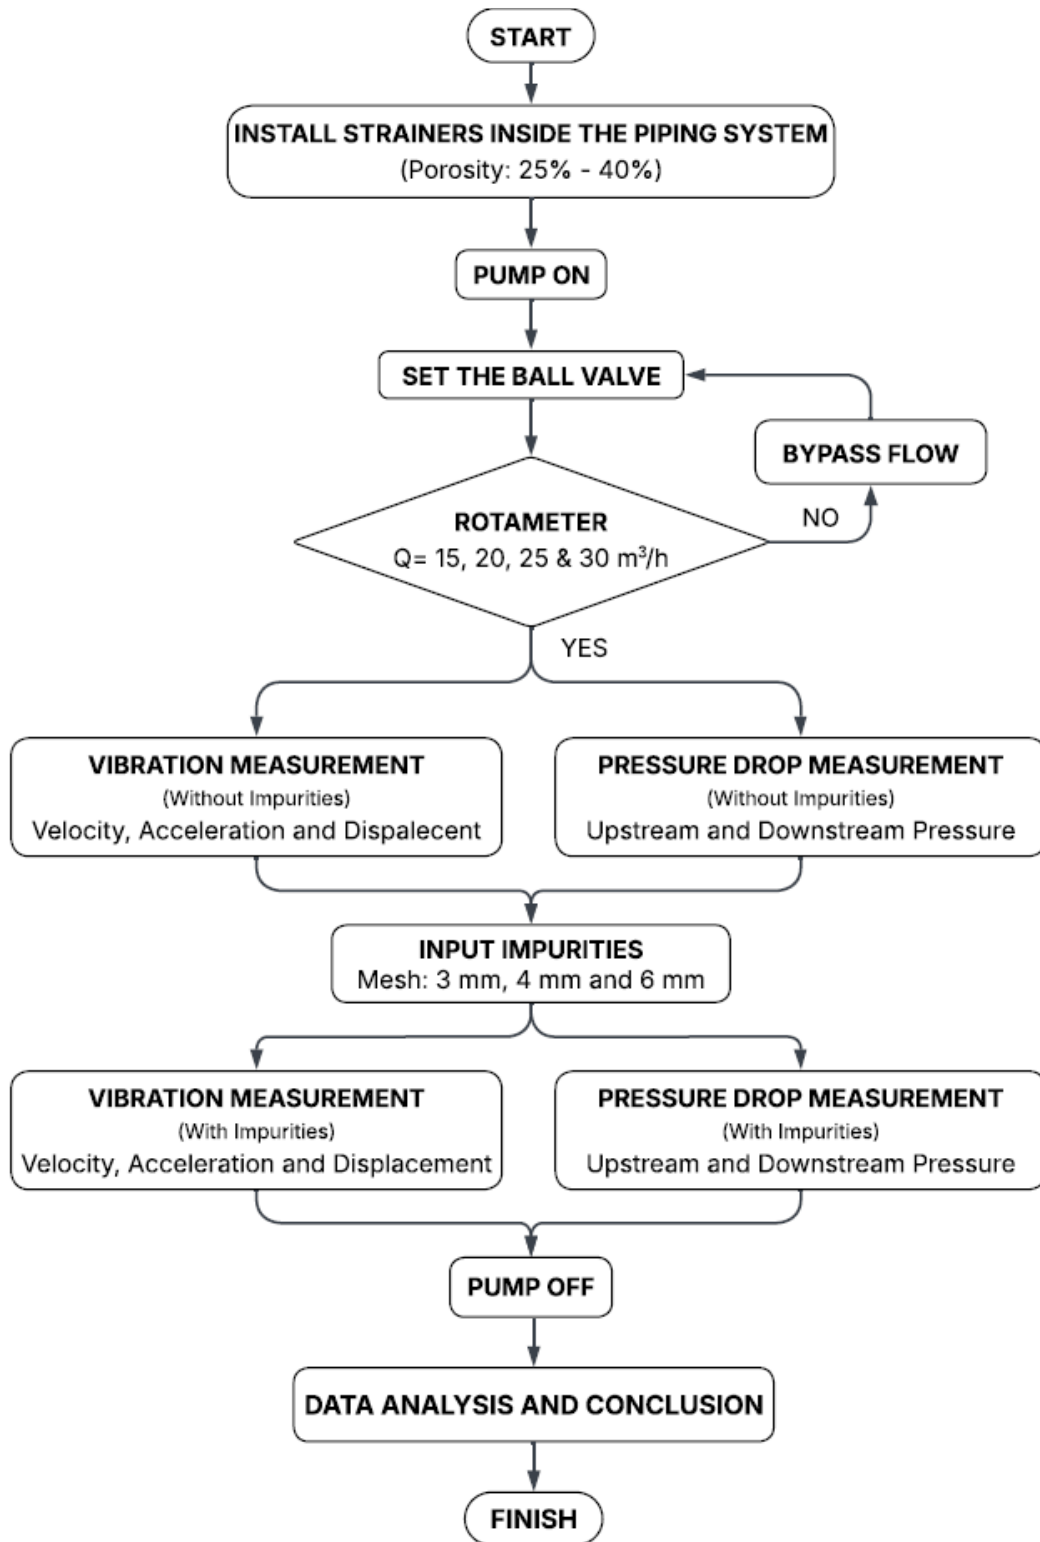 START
INSTALL STRAINERS INSIDE THE PIPING SYSTEM
(Porosity: 25% - 40%)
PUMP ON
SET THE BALL VALVE
BYPASS FLOW
ROTAMETER
Q= 15, 20, 25 & 30 m³/h
NO
YES
VIBRATION MEASUREMENT
(Without Impurities)
Velocity, Acceleration and Dispalecent
PRESSURE DROP MEASUREMENT
(Without Impurities)
Upstream and Downstream Pressure
INPUT IMPURITIES
Mesh: 3 mm, 4 mm and 6 mm
VIBRATION MEASUREMENT
(With Impurities)
Velocity, Acceleration and Displacement
PRESSURE DROP MEASUREMENT
(With Impurities)
Upstream and Downstream Pressure
PUMP OFF
DATA ANALYSIS AND CONCLUSION
FINISH